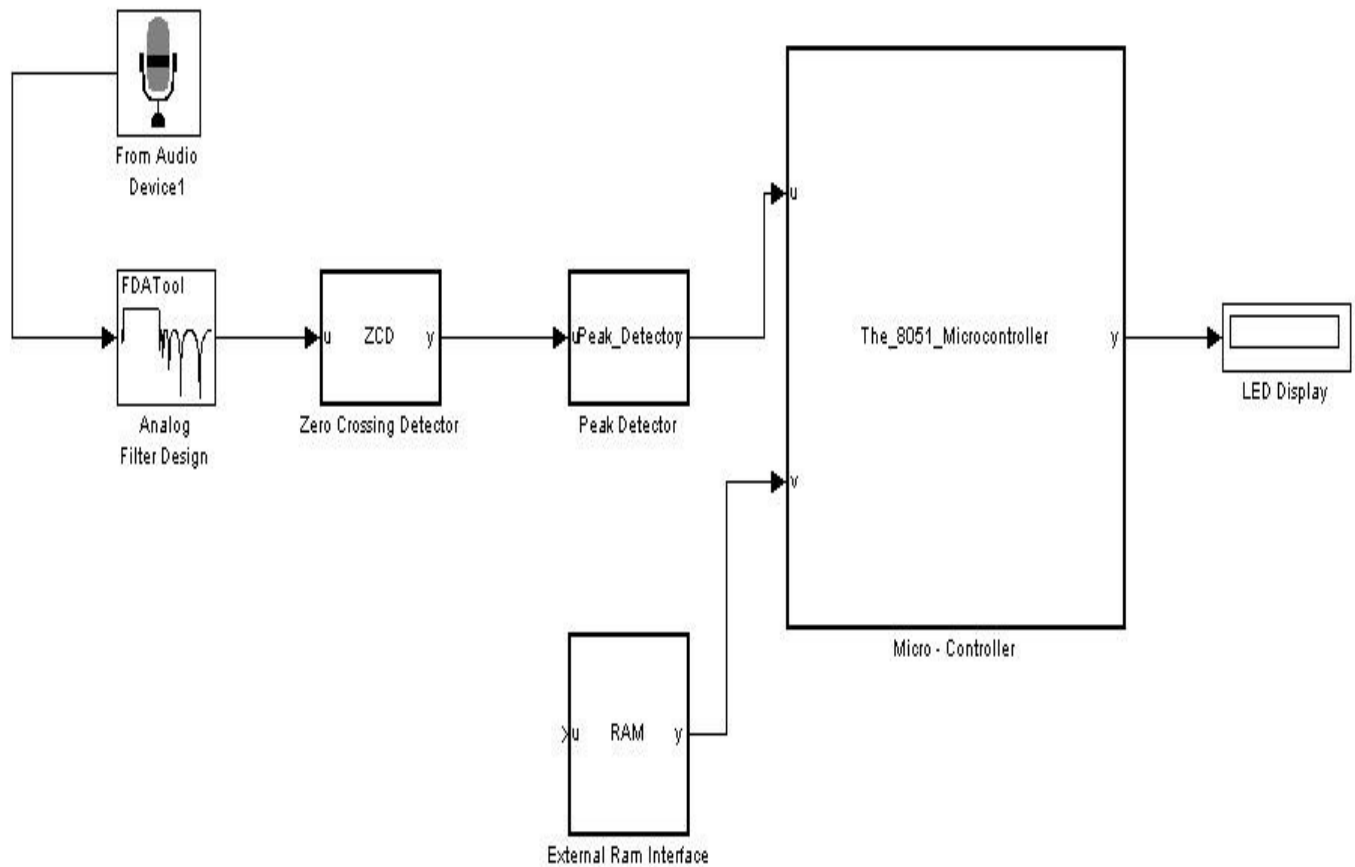 From Audio
Device1
FDATool
Analog
Filter Design
u ZCD y
Zero Crossing Detector
u Peak_Detector y
Peak Detector
u
v
The_8051_Microcontroller
y
Micro - Controller
LED Display
u RAM y
External Ram Interface